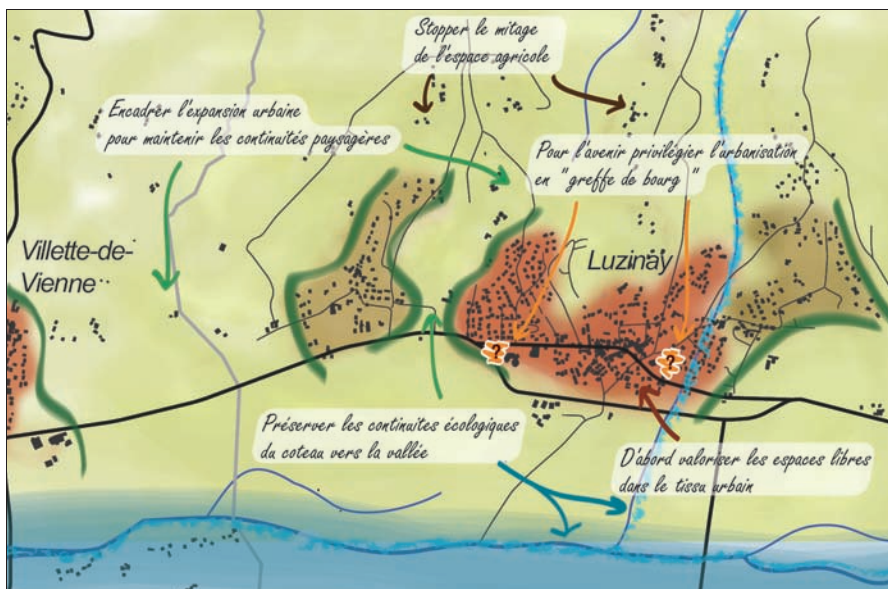 Stopper le mitage
de l'espace agricole
Encadrer l'expansion urbaine
pour maintenir les continuités paysagères
Pour l'avenir privilégier l'urbanisation
en "greffe de bourg "
Villette-de-
Vienne
Luzinay
?
?
Préserver les continuites écologiques
du coteau vers la vallée
D'abord valoriser les espaces libres
dans le tissu urbain